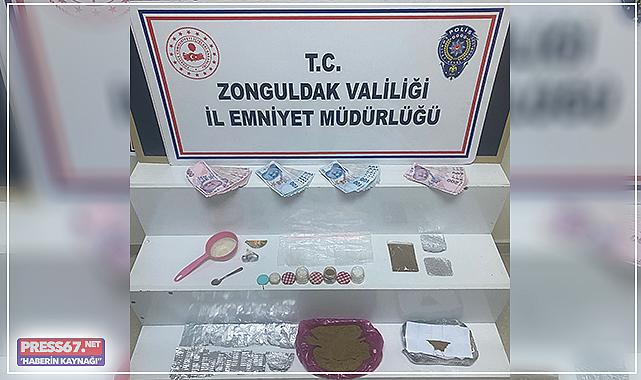 T.C.
ZONGULDAK VALİLİĞİ
İL EMNİYET MÜDÜRLÜĞÜ
POLİS
PRESS67.NET
"HABERİN KAYNAĞI"